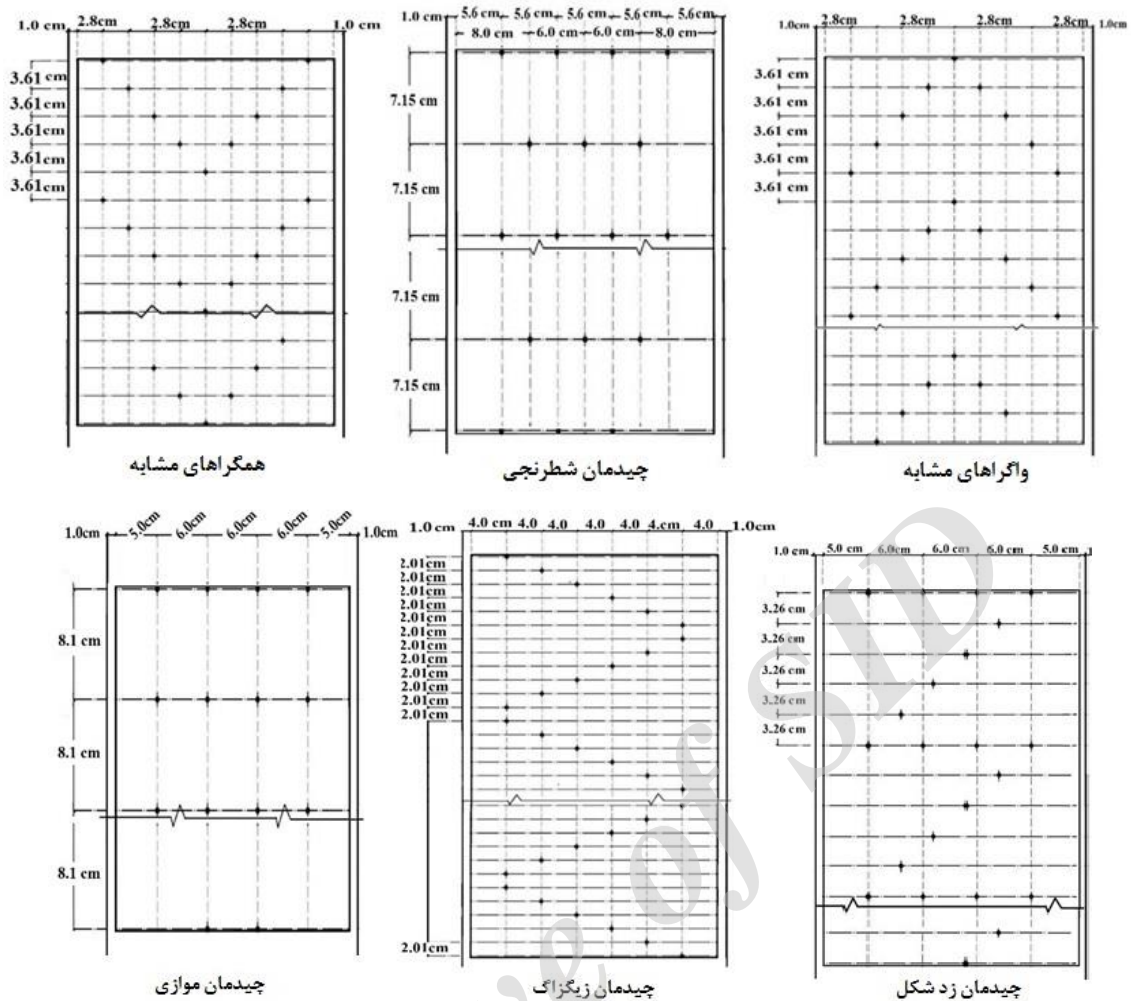 1.0 cm 2.8cm 2.8cm 2.8cm 1.0 cm
3.61 cm
3.61cm
3.61cm
3.61cm
3.61cm
همگراهای مشابه
5.6 cm 5.6 cm 5.6 cm 5.6 cm 5.6 cm
1.0 cm 8.0 cm 6.0 cm 6.0 cm 8.0 cm 1.0 cm
7.15 cm
7.15 cm
7.15 cm
7.15 cm
چیدمان شطرنجی
1.0cm 2.8cm 2.8cm 2.8cm 2.8cm 1.0cm
3.61 cm
3.61 cm
3.61 cm
3.61 cm
3.61 cm
واگراهای مشابه
1.0cm 5.0cm 6.0cm 6.0cm 6.0cm 5.0cm 1.0cm
8.1 cm
8.1 cm
8.1 cm
چیدمان موازی
1.0 cm 4.0 cm 4.0 4.0 4.0 4.0 4.cm 4.0 1.0cm
2.01cm
2.01cm
2.01cm
2.01cm
2.01cm
2.01cm
2.01cm
2.01cm
2.01cm
2.01cm
2.01cm
2.01cm
2.01cm
چیدمان زیگزاگ
1.0 cm 5.0 cm 6.0cm 6.0 cm 6.0cm 5.0 cm 1
3.26 cm
3.26 cm
3.26 cm
3.26 cm
3.26 cm
چیدمان زد شکل
e of SID